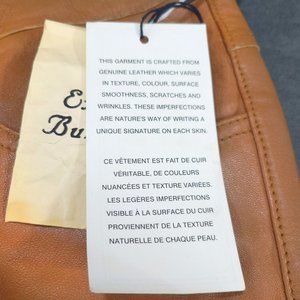 Ex
Bu
THIS GARMENT IS CRAFTED FROM
GENUINE LEATHER WHICH VARIES
IN TEXTURE, COLOUR, SURFACE
SMOOTHNESS, SCRATCHES AND
WRINKLES. THESE IMPERFECTIONS
ARE NATURE'S WAY OF WRITING A
UNIQUE SIGNATURE ON EACH SKIN.
CE VÊTEMENT EST FAIT DE CUIR
VÉRITABLE, DE COULEURS
NUANCÉES ET TEXTURE VARIÉES.
LES LEGÈRES IMPERFECTIONS
VISIBLE À LA SURFACE DU CUIR
PROVIENNENT DE LA TEXTURE
NATURELLE DE CHAQUE PEAU.